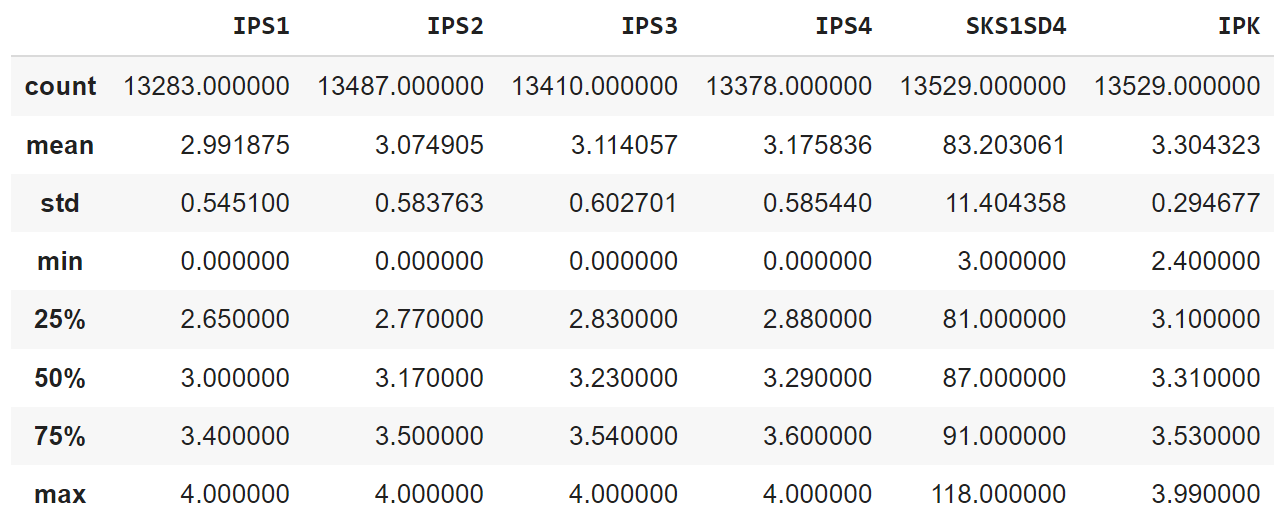 IPS1 IPS2 IPS3 IPS4 SKS1SD4 IPK
count 13283.000000 13487.000000 13410.000000 13378.000000 13529.000000 13529.000000
mean 2.991875 3.074905 3.114057 3.175836 83.203061 3.304323
std 0.545100 0.583763 0.602701 0.585440 11.404358 0.294677
min 0.000000 0.000000 0.000000 0.000000 3.000000 2.400000
25% 2.650000 2.770000 2.830000 2.880000 81.000000 3.100000
50% 3.000000 3.170000 3.230000 3.290000 87.000000 3.310000
75% 3.400000 3.500000 3.540000 3.600000 91.000000 3.530000
max 4.000000 4.000000 4.000000 4.000000 118.000000 3.990000